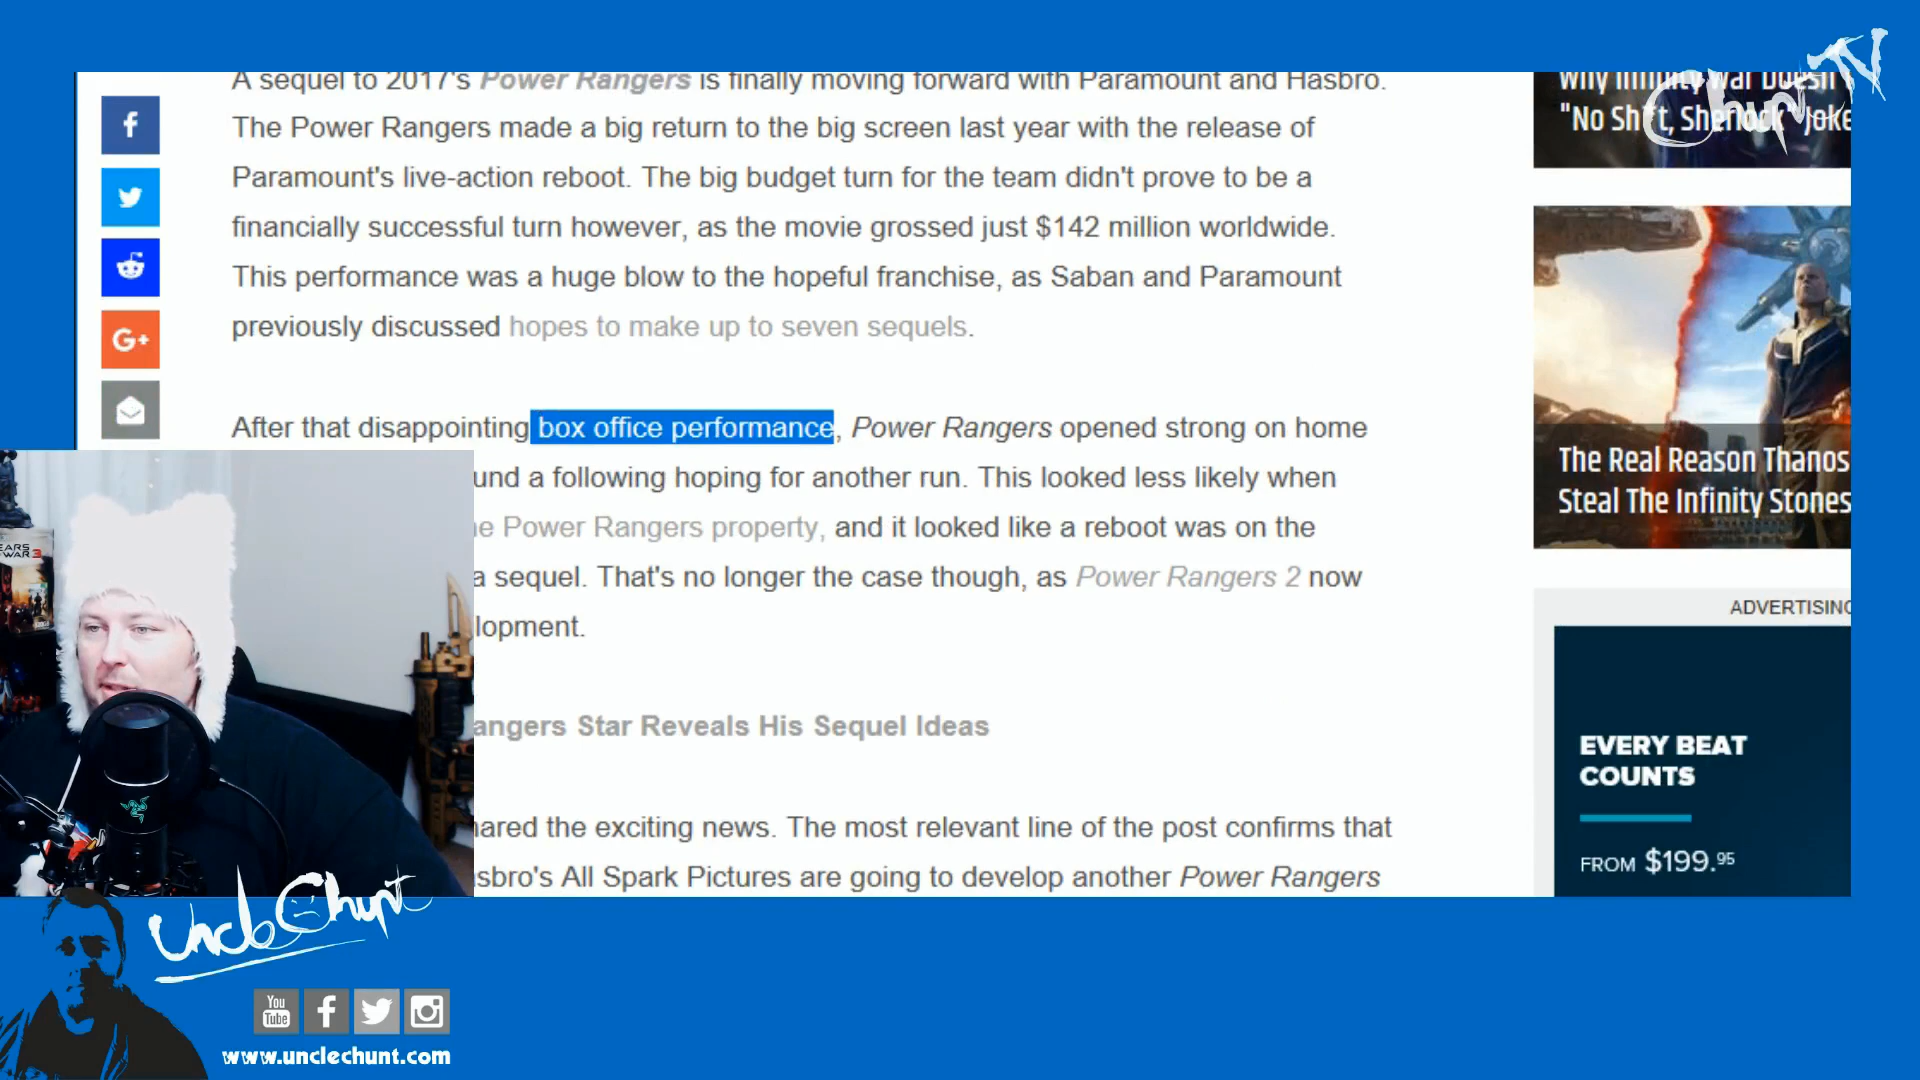 A sequel to 2017's Power Rangers is finally moving forward with Paramount and Hasbro.
The Power Rangers made a big return to the big screen last year with the release of
Paramount's live-action reboot. The big budget turn for the team didn't prove to be a
financially successful turn however, as the movie grossed just $142 million worldwide.
This performance was a huge blow to the hopeful franchise, as Saban and Paramount
previously discussed hopes to make up to seven sequels.
After that disappointing box office performance, Power Rangers opened strong on home
und a following hoping for another run. This looked less likely when
e Power Rangers property, and it looked like a reboot was on the
a sequel. That's no longer the case though, as Power Rangers 2 now
lopment.
angers Star Reveals His Sequel Ideas
ared the exciting news. The most relevant line of the post confirms that
sbro's All Spark Pictures are going to develop another Power Rangers
f
G+
Why Infinity War Doesn't
"No Sh*t, Sherlock" Joke
Chunt TV
The Real Reason Thanos
Steal The Infinity Stones
ADVERTISING
EVERY BEAT
COUNTS
FROM $199.95
EARS
WAR 3
UncleChunt
You
Tube
f
www.unclechunt.com